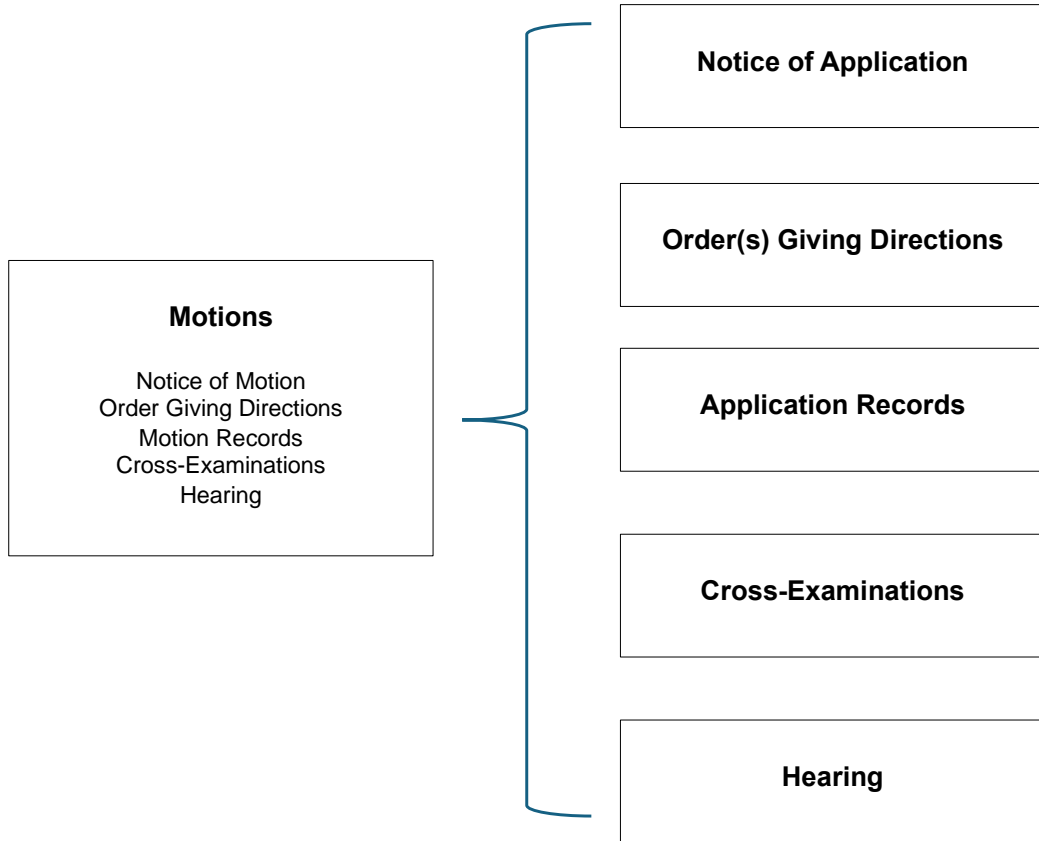 Motions
Notice of Motion
Order Giving Directions
Motion Records
Cross-Examinations
Hearing
Notice of Application
Order(s) Giving Directions
Application Records
Cross-Examinations
Hearing